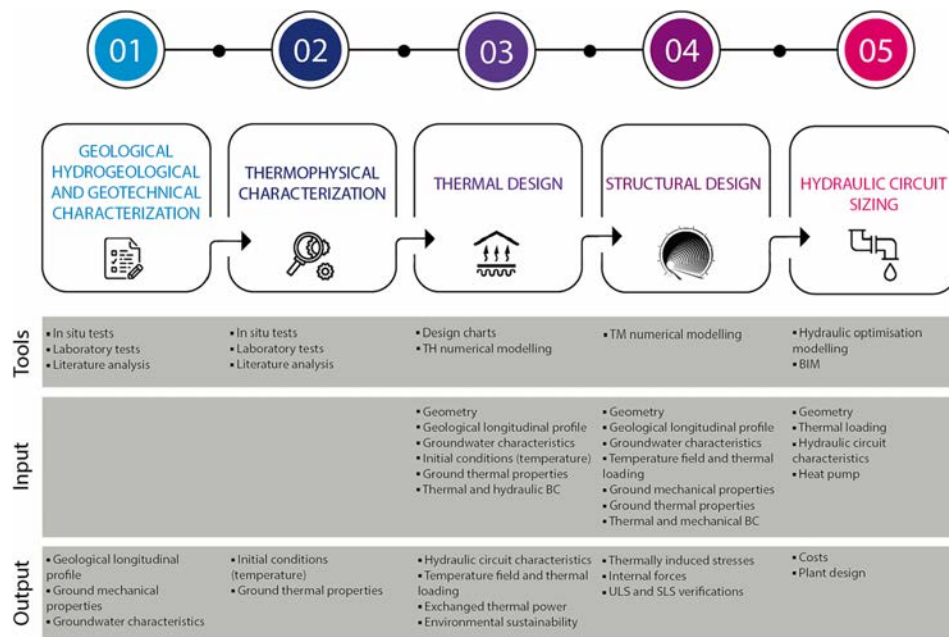 01
02
03
04
05
GEOLOGICAL
HYDROGEOLOGICAL
AND GEOTECHNICAL
CHARACTERIZATION
THERMOPHYSICAL
CHARACTERIZATION
THERMAL DESIGN
STRUCTURAL DESIGN
HYDRAULIC CIRCUIT
SIZING
Tools
▪ In situ tests
▪ Laboratory tests
▪ Literature analysis
▪ In situ tests
▪ Laboratory tests
▪ Literature analysis
▪ Design charts
▪ TH numerical modelling
▪ TM numerical modelling
▪ Hydraulic optimisation
modelling
▪ BIM
Input
▪ Geometry
▪ Geological longitudinal profile
▪ Groundwater characteristics
▪ Initial conditions (temperature)
▪ Ground thermal properties
▪ Thermal and hydraulic BC
▪ Geometry
▪ Geological longitudinal profile
▪ Groundwater characteristics
▪ Temperature field and thermal
loading
▪ Ground mechanical properties
▪ Ground thermal properties
▪ Thermal and mechanical BC
▪ Geometry
▪ Thermal loading
▪ Hydraulic circuit
characteristics
▪ Heat pump
Output
▪ Geological longitudinal
profile
▪ Ground mechanical
properties
▪ Groundwater characteristics
▪ Initial conditions
(temperature)
▪ Ground thermal properties
▪ Hydraulic circuit characteristics
▪ Temperature field and thermal
loading
▪ Exchanged thermal power
▪ Environmental sustainability
▪ Thermally induced stresses
▪ Internal forces
▪ ULS and SLS verifications
▪ Costs
▪ Plant design